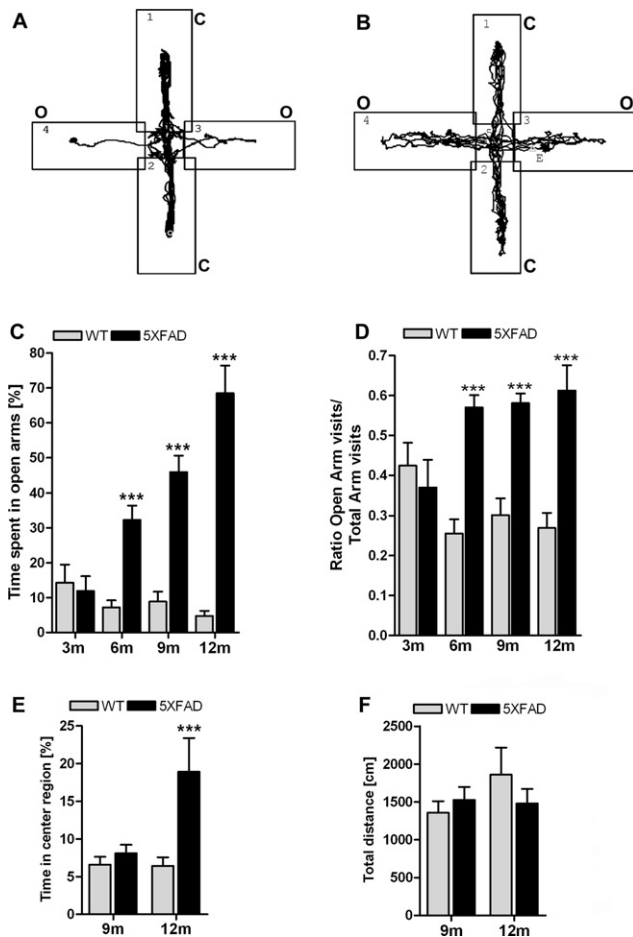 A
B
1
C
O
4
3
O
2
C
1
C
O
4
3
O
5
E
2
C
C
WT 5XFAD
Time spent in open arms [%]
80
70
60
50
40
30
20
10
0
***
***
***
3m 6m 9m 12m
D
WT 5XFAD
Ratio Open Arm visits/
Total Arm visits
0.7
0.6
0.5
0.4
0.3
0.2
0.1
0.0
***
***
***
3m 6m 9m 12m
E
WT 5XFAD
Time in center region [%]
25
20
15
10
5
0
***
9m 12m
F
WT 5XFAD
Total distance [cm]
2500
2000
1500
1000
500
0
9m 12m